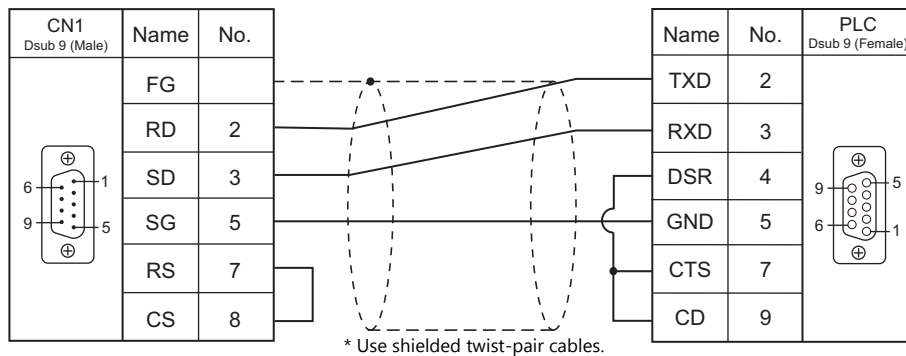 CN1
Dsub 9 (Male)
Name No.
FG
RD 2
SD 3
SG 5
RS 7
CS 8
6 1
9 5
Name No.
PLC
Dsub 9 (Female)
TXD 2
RXD 3
DSR 4
GND 5
CTS 7
CD 9
9 5
6 1
* Use shielded twist-pair cables.